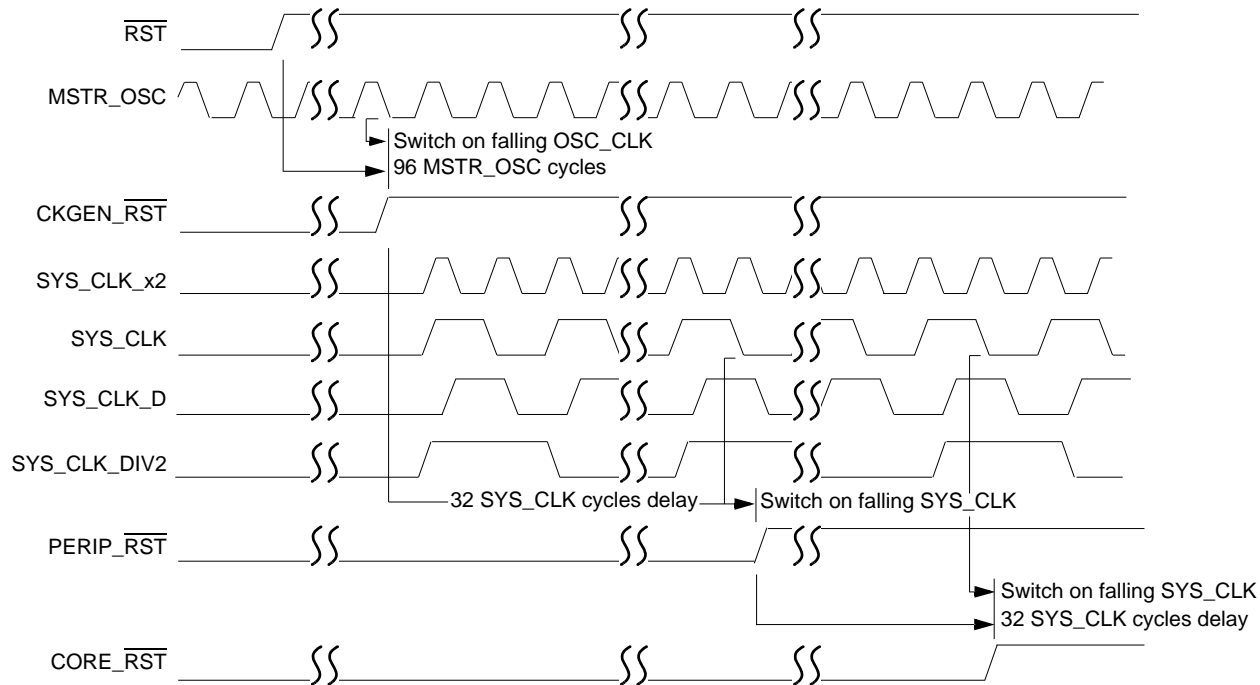 RST
MSTR_OSC
Switch on falling OSC_CLK
96 MSTR_OSC cycles
CKGEN_RST
SYS_CLK_x2
SYS_CLK
SYS_CLK_D
SYS_CLK_DIV2
32 SYS_CLK cycles delay
Switch on falling SYS_CLK
PERIP_RST
Switch on falling SYS_CLK
32 SYS_CLK cycles delay
CORE_RST